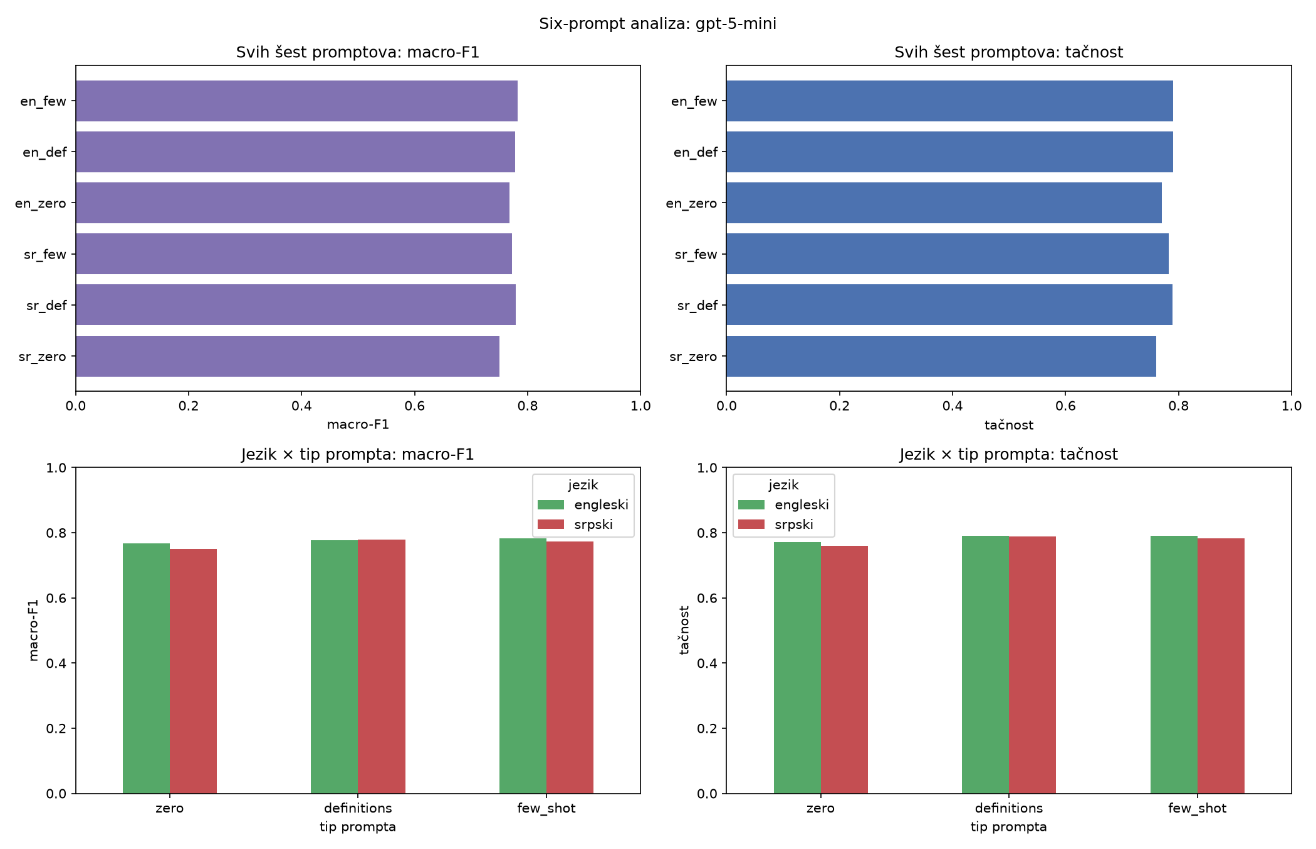 Six-prompt analiza: gpt-5-mini
Svih šest promptova: macro-F1
en_few
en_def
en_zero
sr_few
sr_def
sr_zero
0.0 0.2 0.4 0.6 0.8 1.0
macro-F1
Svih šest promptova: tačnost
en_few
en_def
en_zero
sr_few
sr_def
sr_zero
0.0 0.2 0.4 0.6 0.8 1.0
tačnost
Jezik × tip prompta: macro-F1
1.0
0.8
0.6
0.4
0.2
0.0
macro-F1
jezik
engleski
srpski
zero definitions few_shot
tip prompta
Jezik × tip prompta: tačnost
1.0
0.8
0.6
0.4
0.2
0.0
tačnost
jezik
engleski
srpski
zero definitions few_shot
tip prompta